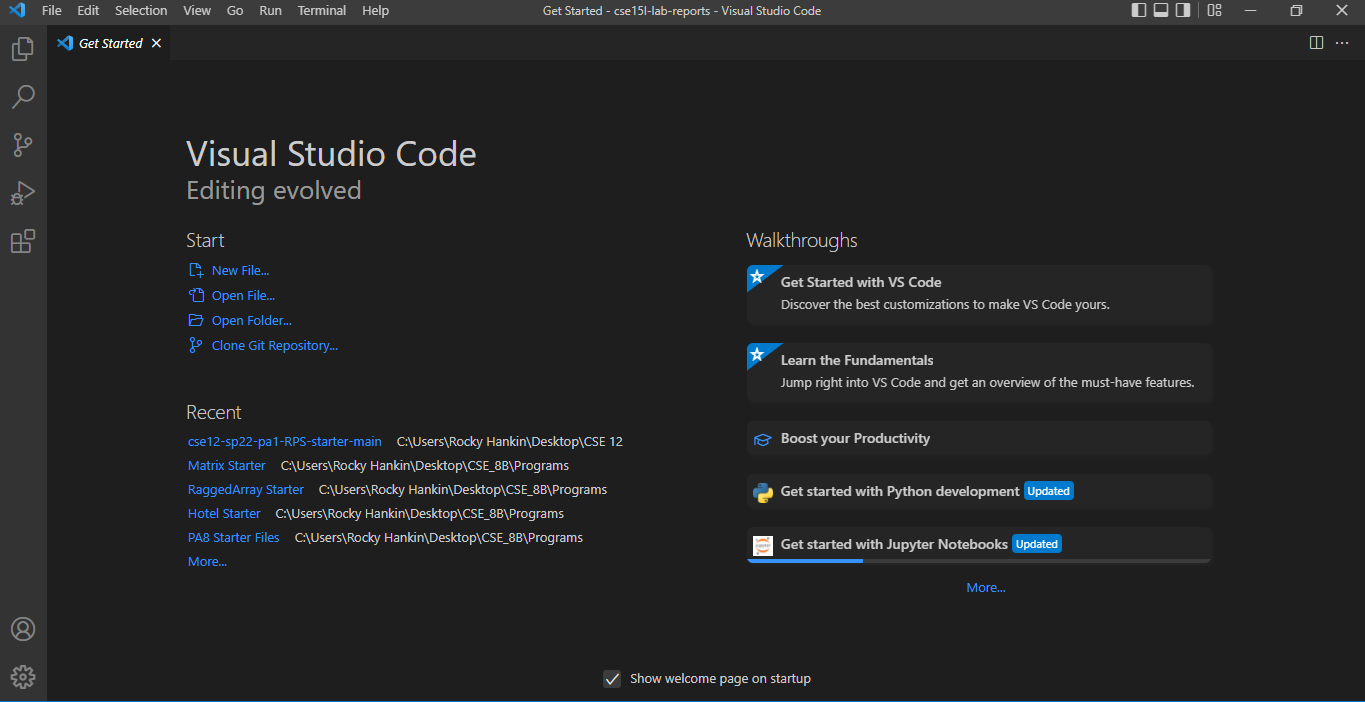 File Edit Selection View Go Run Terminal Help
Get Started - cse15l-lab-reports - Visual Studio Code
Get Started
Visual Studio Code
Editing evolved
Start
New File...
Open File...
Open Folder...
Clone Git Repository...
Recent
cse12-sp22-pa1-RPS-starter-main C:\Users\Rocky Hankin\Desktop\CSE 12
Matrix Starter C:\Users\Rocky Hankin\Desktop\CSE_8B\Programs
RaggedArray Starter C:\Users\Rocky Hankin\Desktop\CSE_8B\Programs
Hotel Starter C:\Users\Rocky Hankin\Desktop\CSE_8B\Programs
PA8 Starter Files C:\Users\Rocky Hankin\Desktop\CSE_8B\Programs
More...
Walkthroughs
Get Started with VS Code
Discover the best customizations to make VS Code yours.
Learn the Fundamentals
Jump right into VS Code and get an overview of the must-have features.
Boost your Productivity
Get started with Python development Updated
Get started with Jupyter Notebooks Updated
More...
Show welcome page on startup